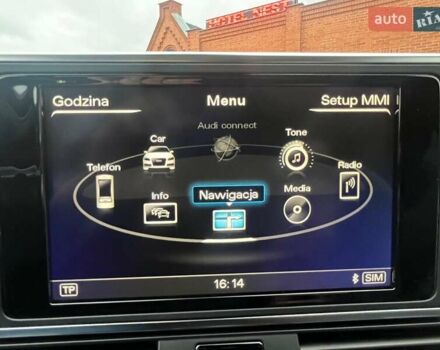 HOTEL NEST
auto RIA
Godzina Menu Setup MMI
Audi connect
Car Tone
Telefon Radio
Info Nawigacja Media
TP 16:14 SIM